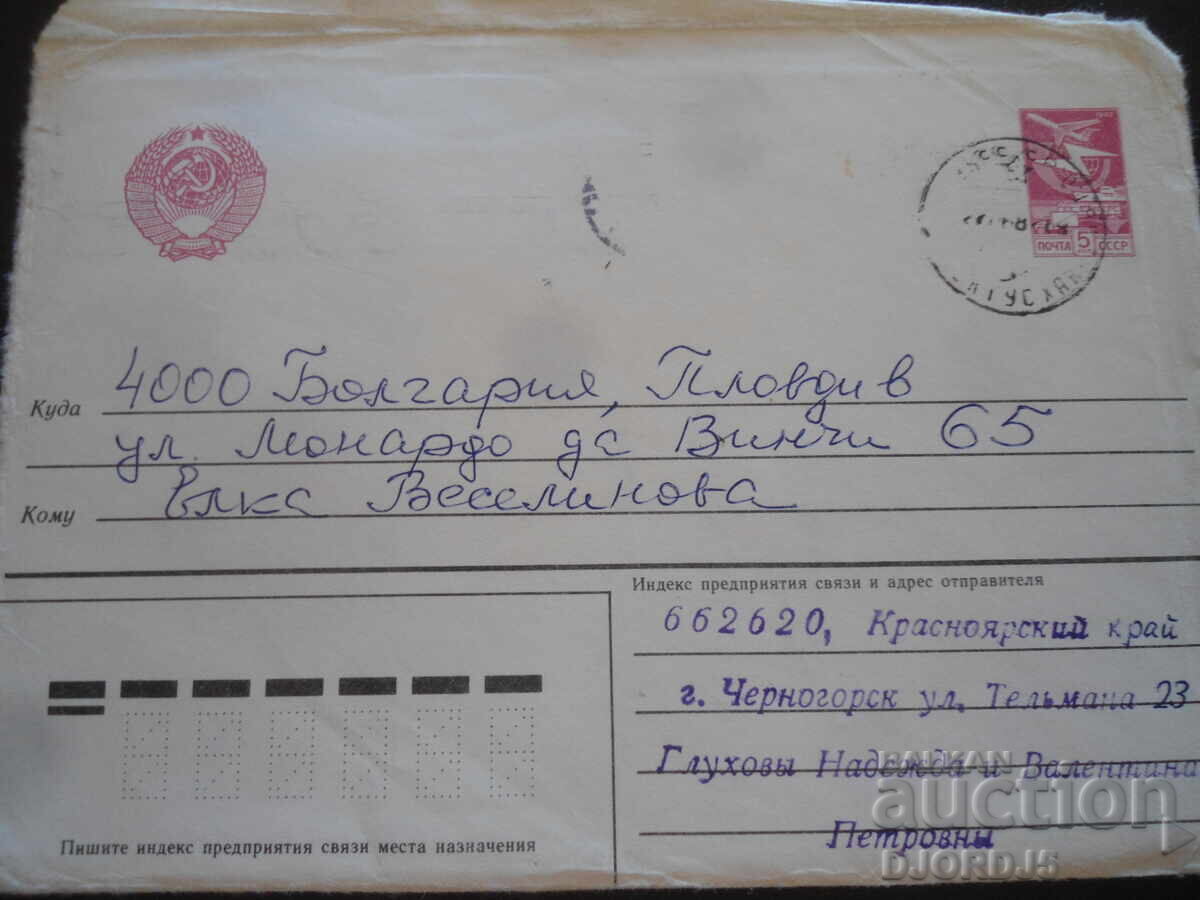 1982
ПОЧТА 5 СССР
Куда 4000 Болгария, Пловдив
ул. Монардо да Винчи 65
Кому Елка Веселинова
Индекс предприятия связи и адрес отправителя
662620, Красноярский край
г. Черногорск ул. Тельмана 23
Глуховы Надежда и Валентина
Петровны
Пишите индекс предприятия связи места назначения
BALKAN
auction
DJORDJ5